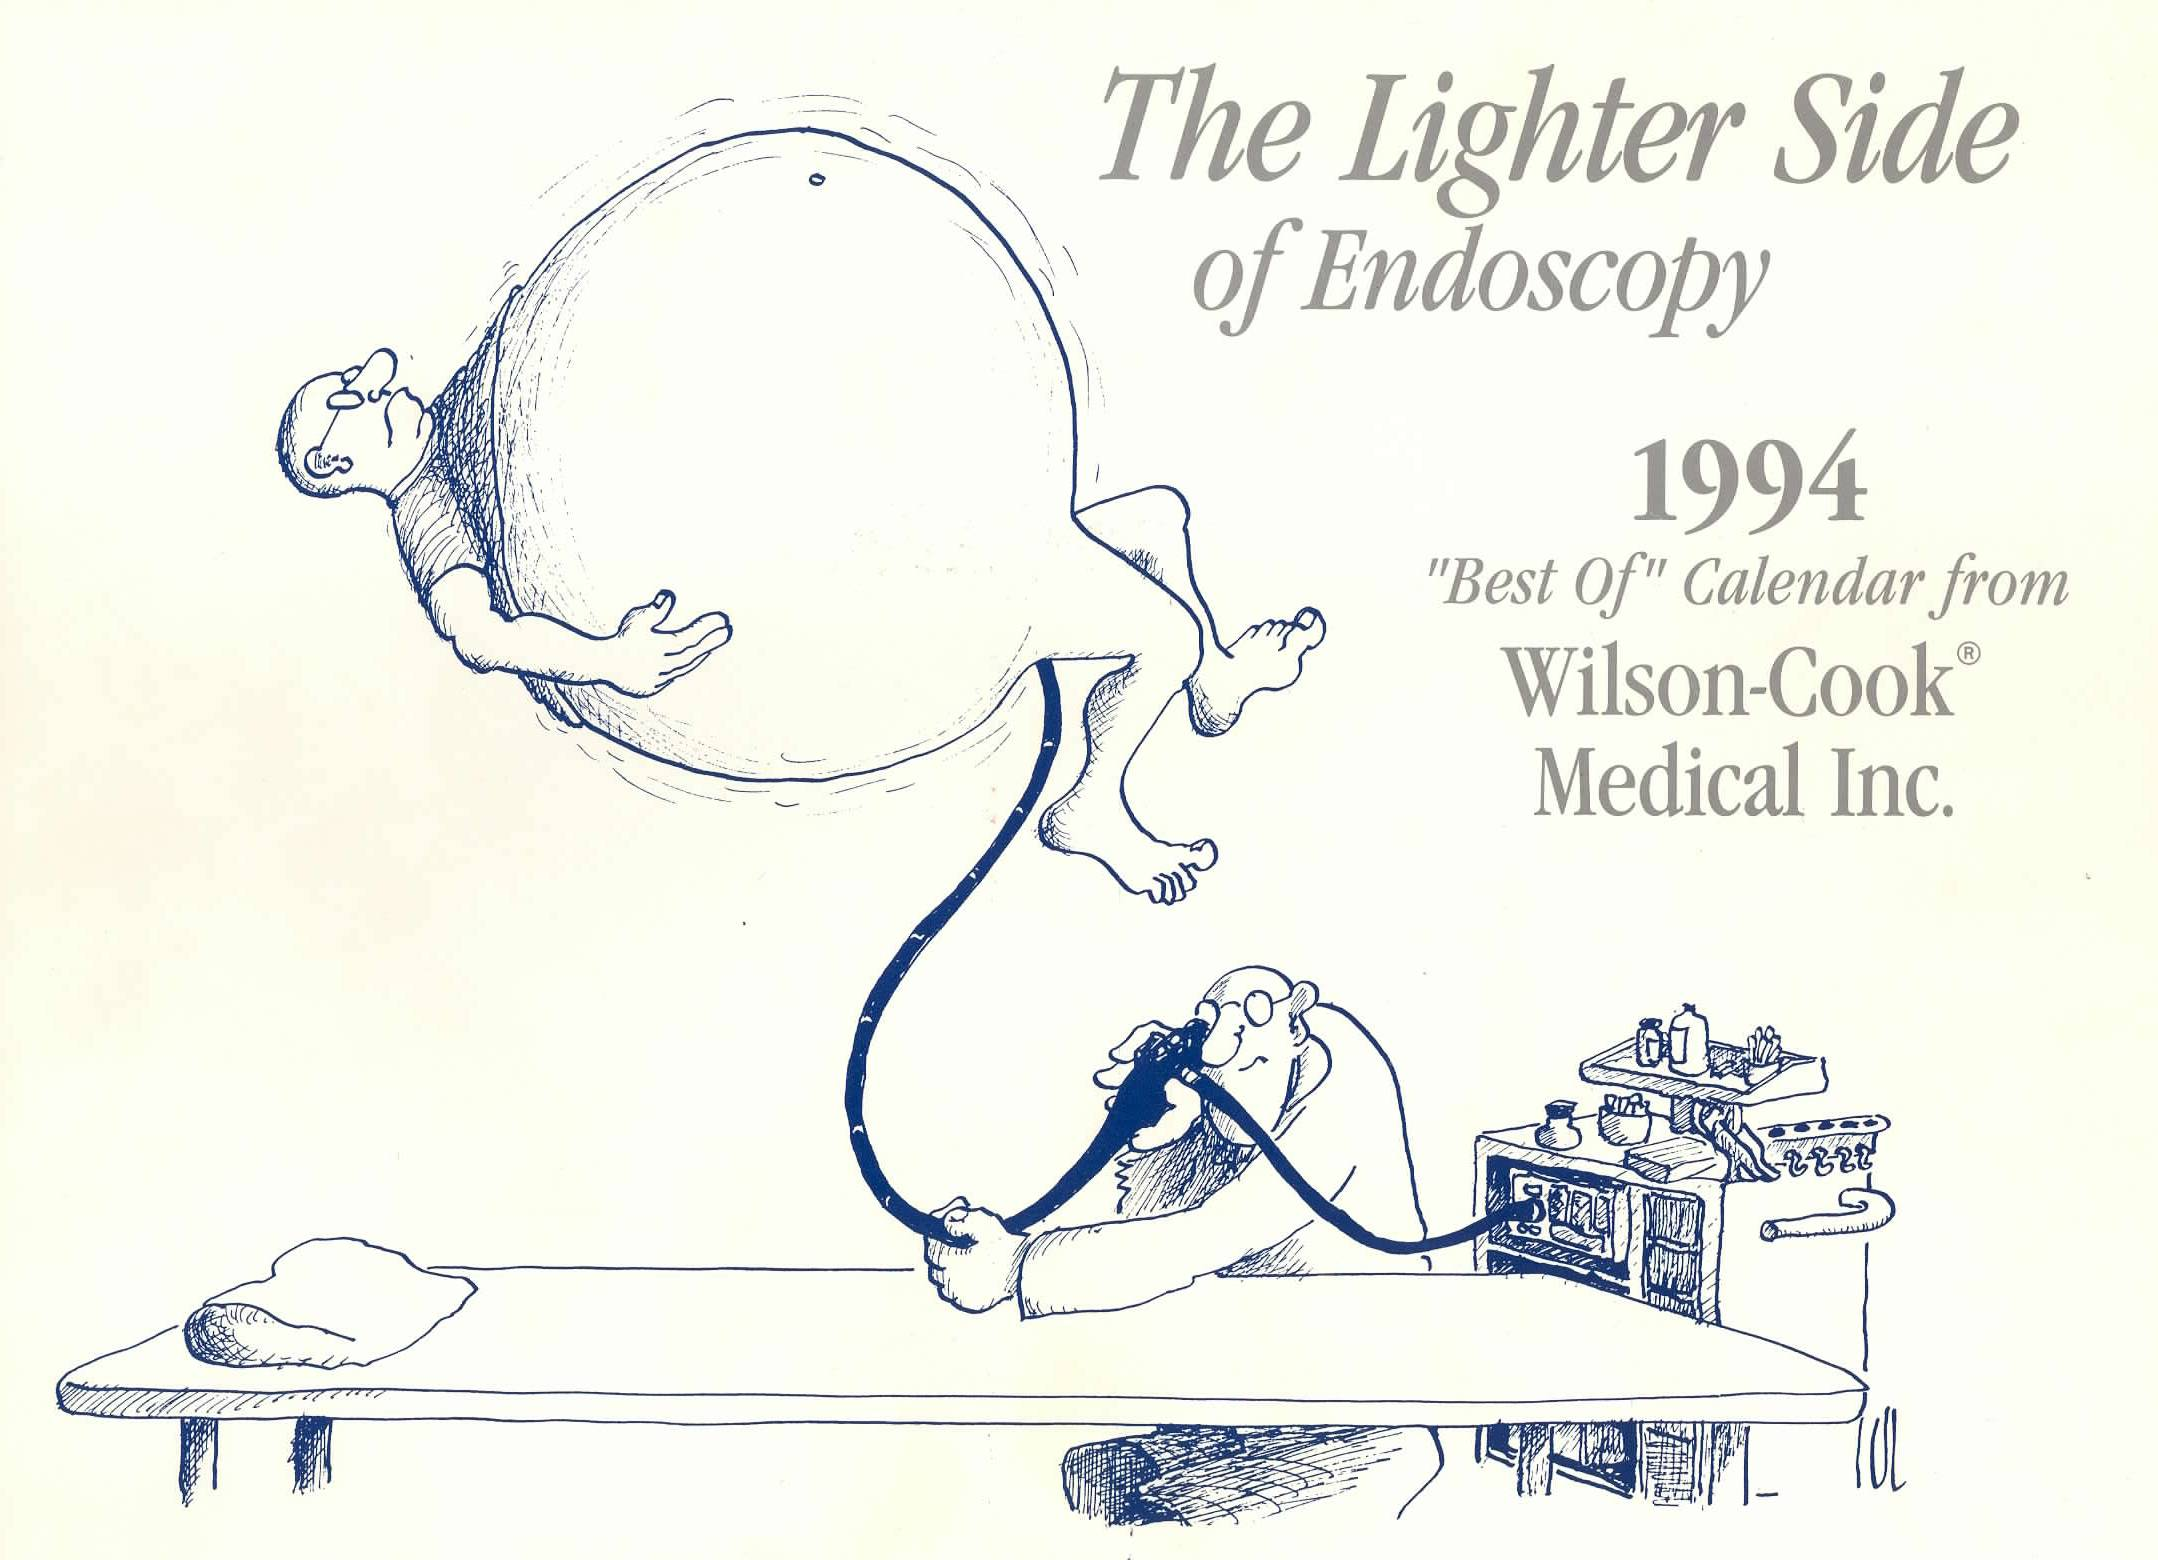 The Lighter Side
of Endoscopy
1994
"Best Of" Calendar from
Wilson-Cook®
Medical Inc.